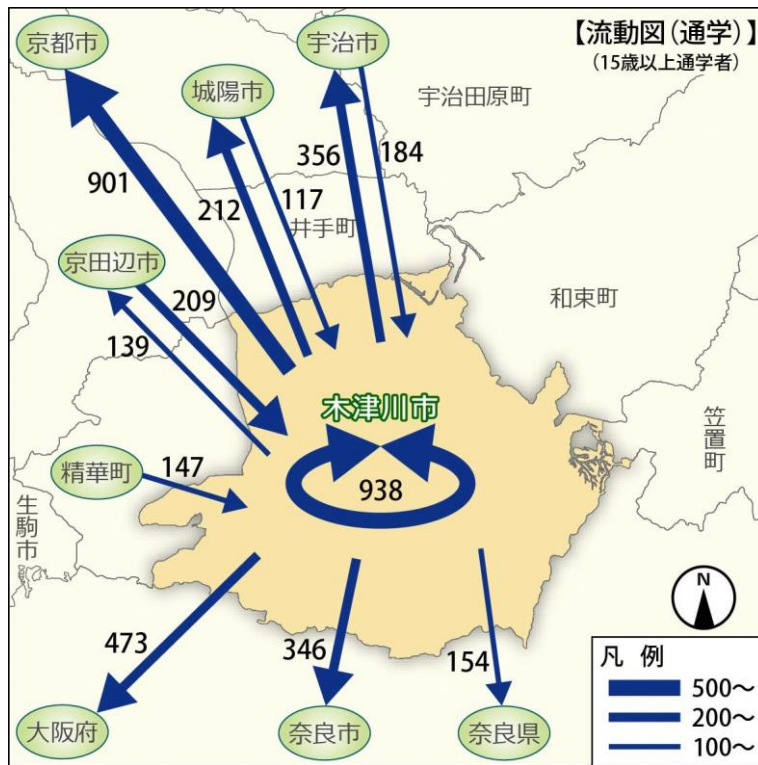 【流動図(通学)】
(15歳以上通学者)
京都市
宇治市
城陽市
宇治田原町
901
212
117
356
184
井手町
京田辺市
209
139
和束町
木津川市
笠置町
精華町
147
938
生駒市
473
346
154
大阪府
奈良市
奈良県
N
凡 例
500～
200～
100～